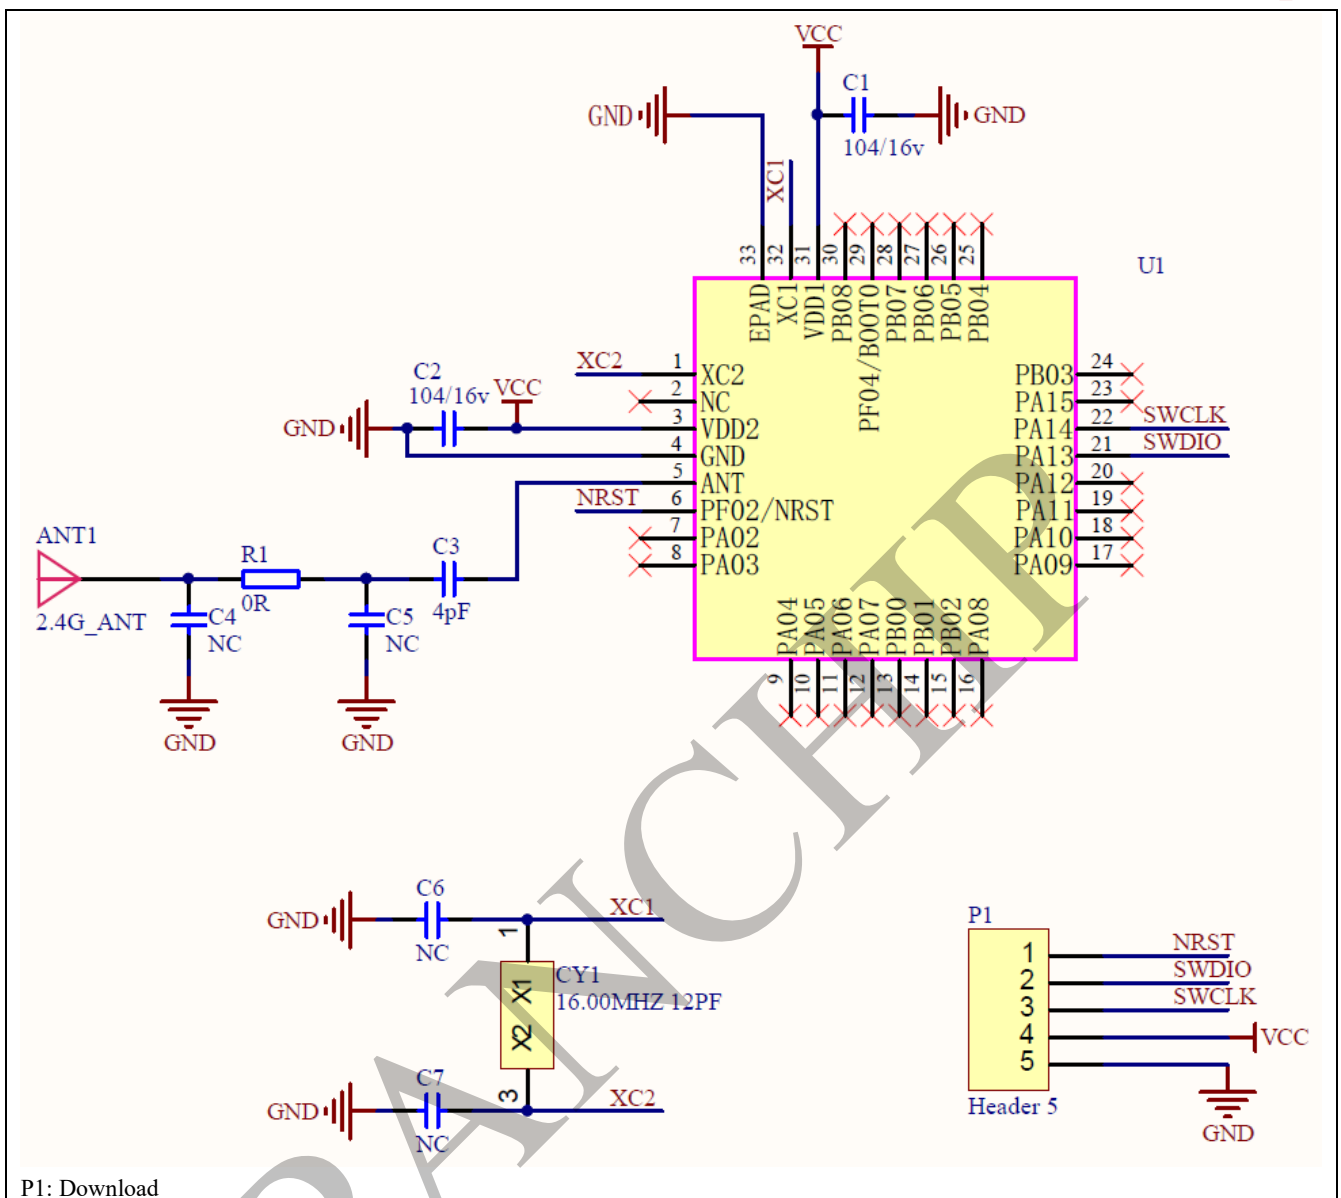 VCC
C1
GND
GND
104/16v
XC1
33
32
31
30
29
28
27
26
25
U1
EPAD
XC1
VDD1
PB08
PF04/BOOT0
PB07
PB06
PB05
PB04
XC2
1
XC2
2
NC
C2
104/16v
VCC
GND
3
VDD2
4
GND
5
ANT
NRST
6
PF02/NRST
7
PA02
8
PA03
PB03
24
PA15
23
PA14
22
SWCLK
PA13
21
SWDIO
PA12
20
PA11
19
PA10
18
PA09
17
ANT1
2.4G_ANT
R1
0R
C3
4pF
C4
NC
C5
NC
GND
GND
PA04
PA05
PA06
PA07
PB00
PB01
PB02
PA08
9
10
11
12
13
14
15
16
C6
GND
NC
XC1
1
X1
X2
CY1
16.00MHZ 12PF
3
C7
GND
NC
XC2
P1
1
NRST
2
SWDIO
3
SWCLK
4
VCC
5
Header 5
GND
PANCHIP
P1: Download